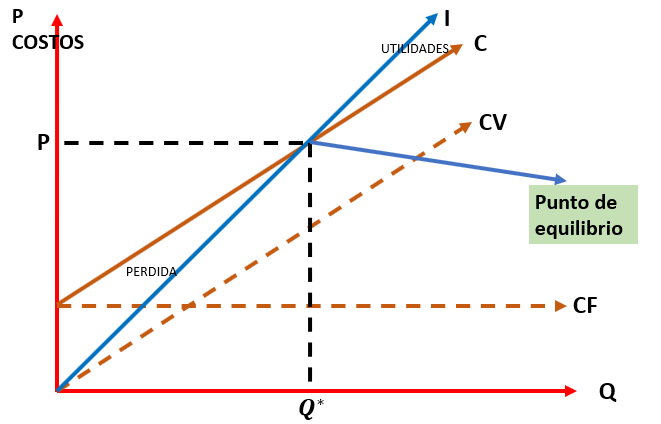 P
COSTOS
I
UTILIDADES
C
CV
P
Punto de
equilibrio
PERDIDA
CF
Q
Q*